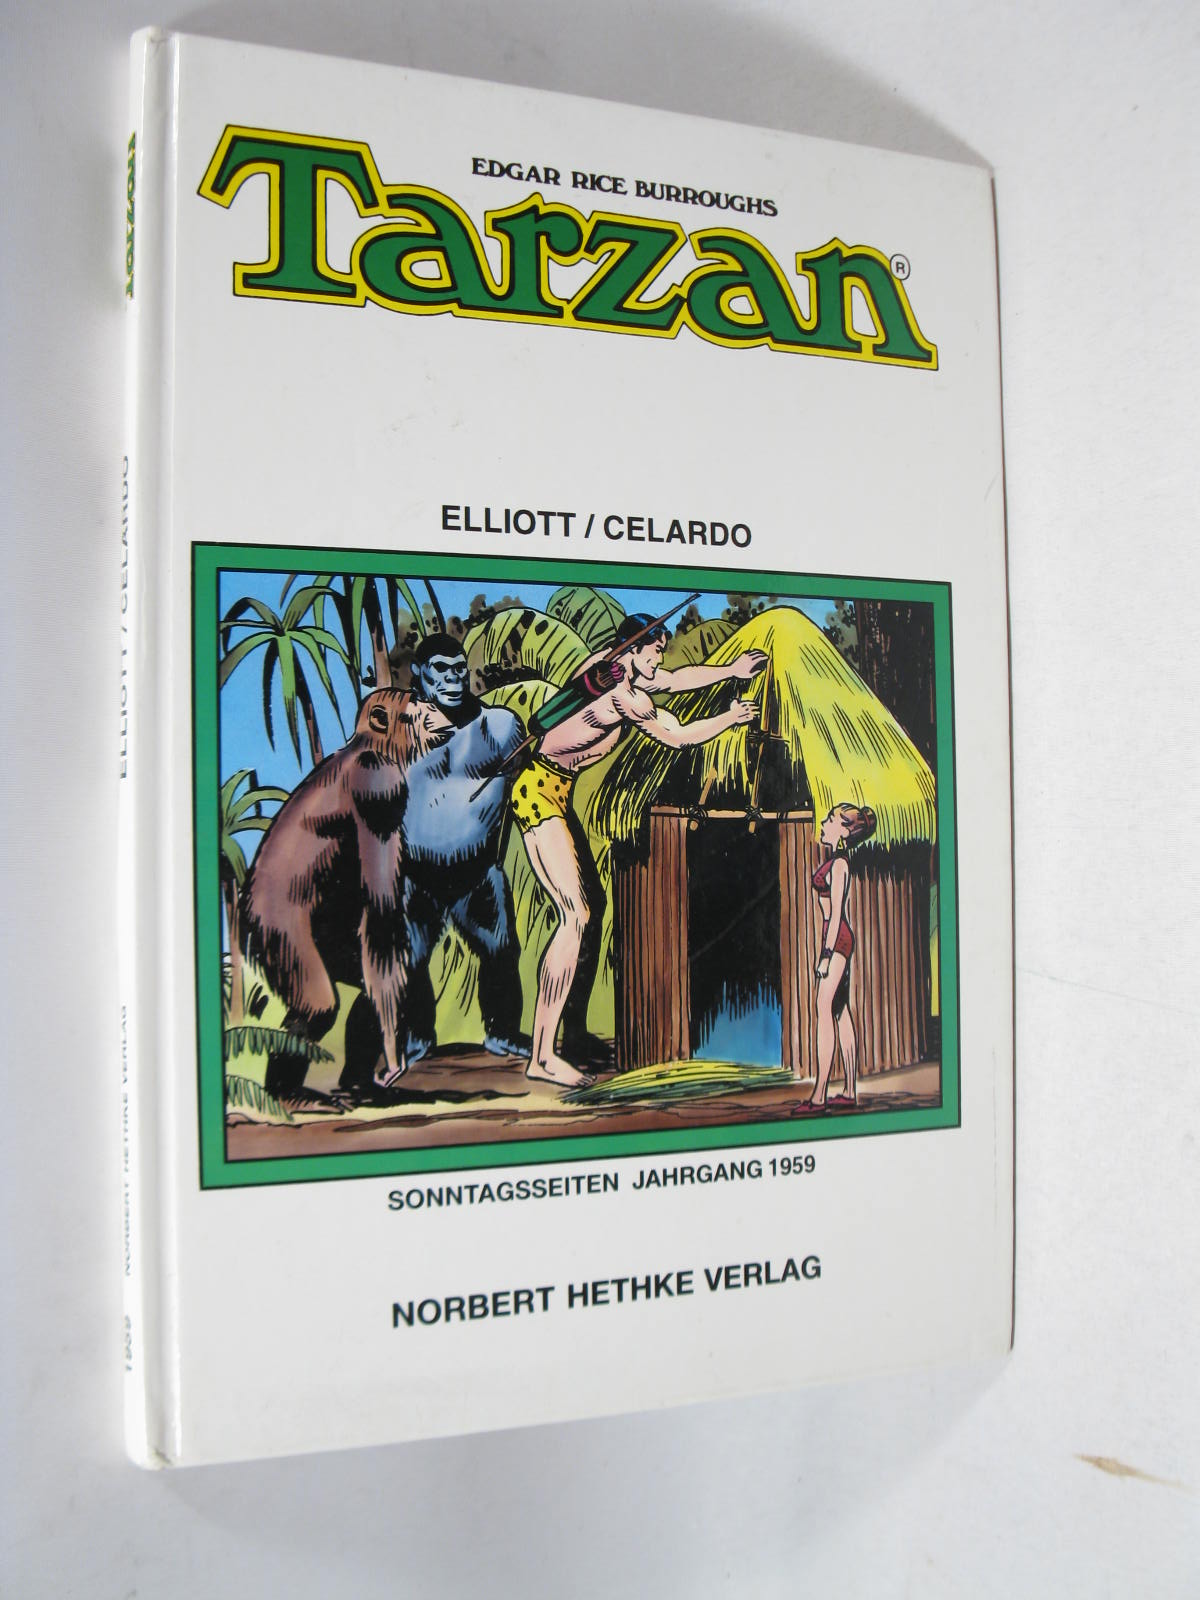 EDGAR RICE BURROUGHS
Tarzan®
ELLIOTT / CELARDO
SONNTAGSSEITEN JAHRGANG 1959
NORBERT HETHKE VERLAG
Tarzan
ELLIOTT / CELARDO
NORBERT HETHKE VERLAG
1959